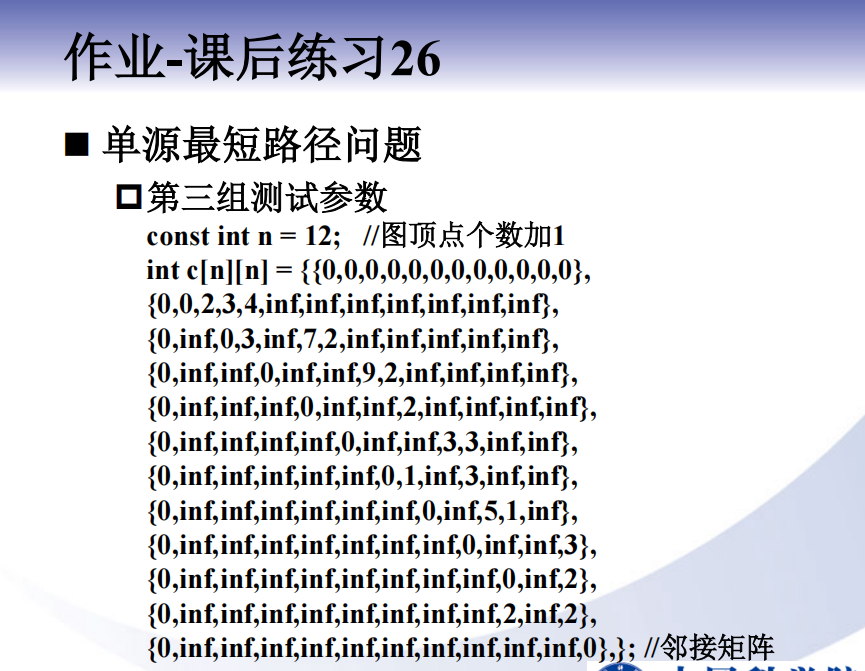 作业-课后练习26
■ 单源最短路径问题
第三组测试参数
const int n = 12; //图顶点个数加1
int c[n][n] = {{0,0,0,0,0,0,0,0,0,0,0,0},
{0,0,2,3,4,inf,inf,inf,inf,inf,inf,inf},
{0,inf,0,3,inf,7,2,inf,inf,inf,inf,inf},
{0,inf,inf,0,inf,inf,9,2,inf,inf,inf,inf},
{0,inf,inf,inf,0,inf,inf,2,inf,inf,inf,inf},
{0,inf,inf,inf,inf,0,inf,inf,3,3,inf,inf},
{0,inf,inf,inf,inf,inf,0,1,inf,3,inf,inf},
{0,inf,inf,inf,inf,inf,inf,0,inf,5,1,inf},
{0,inf,inf,inf,inf,inf,inf,inf,0,inf,inf,3},
{0,inf,inf,inf,inf,inf,inf,inf,inf,0,inf,2},
{0,inf,inf,inf,inf,inf,inf,inf,inf,2,inf,2},
{0,inf,inf,inf,inf,inf,inf,inf,inf,inf,inf,0},}; //邻接矩阵